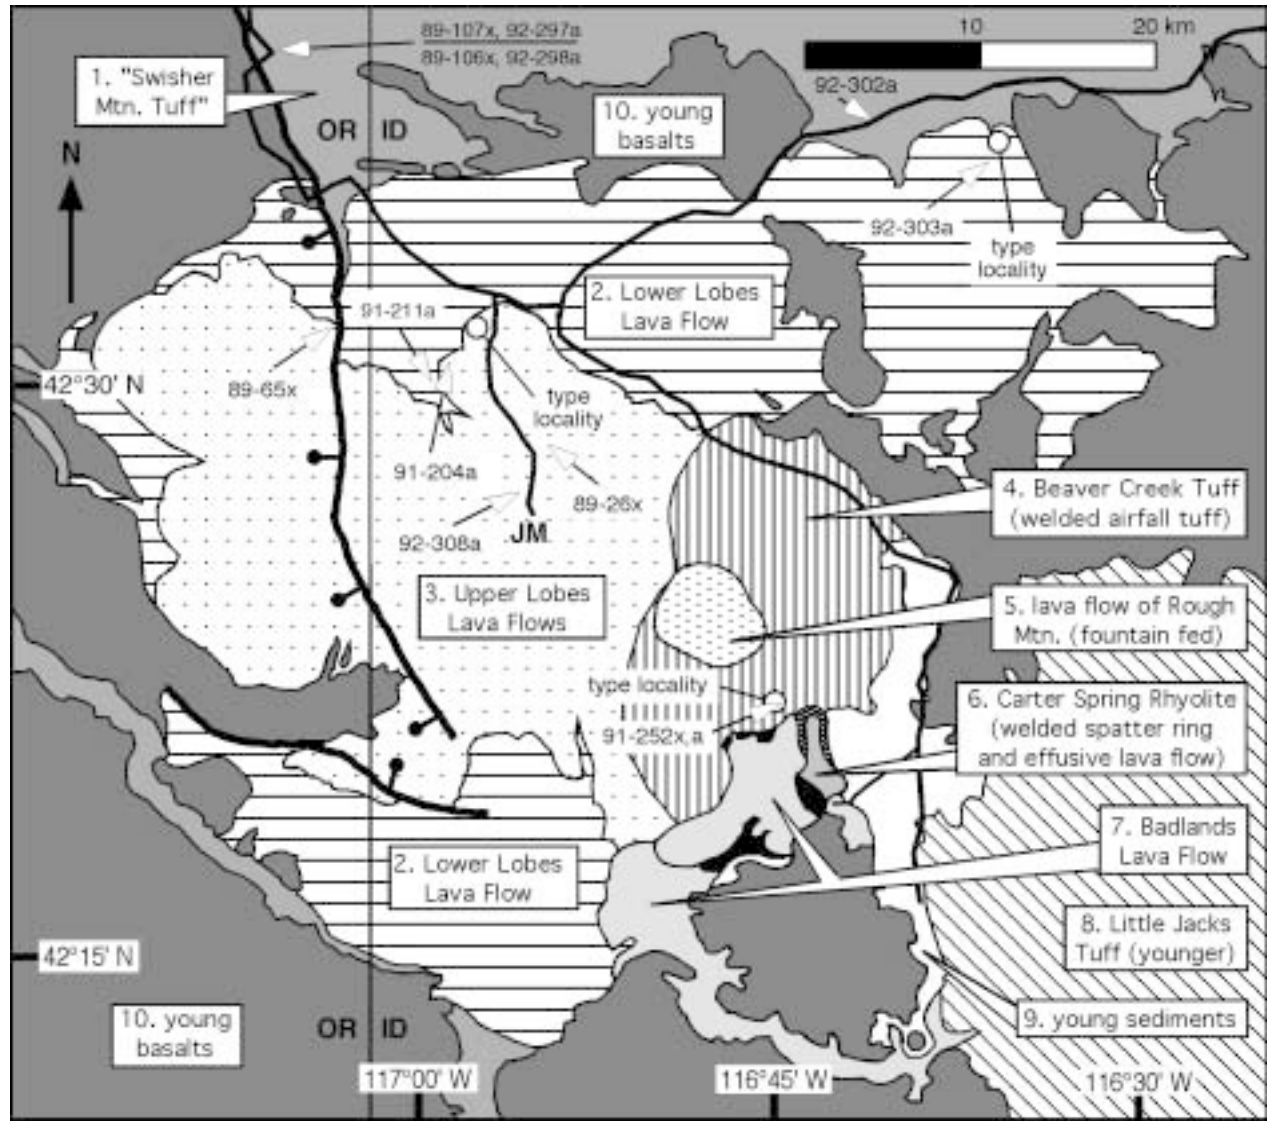 89-107x, 92-297a
89-106x, 92-298a
10
20 km
1. "Swisher
Mtn. Tuff"
92-302a
OR
ID
10. young
basalts
N
92-303a
type
locality
2. Lower Lobes
Lava Flow
91-211a
89-65x
42°30' N
type
locality
91-204a
89-26x
92-308a
JM
4. Beaver Creek Tuff
(welded airfall tuff)
3. Upper Lobes
Lava Flows
5. lava flow of Rough
Mtn. (fountain fed)
type locality
91-252x,a
6. Carter Spring Rhyolite
(welded spatter ring
and effusive lava flow)
7. Badlands
Lava Flow
2. Lower Lobes
Lava Flow
8. Little Jacks
Tuff (younger)
42°15' N
9. young sediments
10. young
basalts
OR
ID
117°00' W
116°45' W
116°30' W